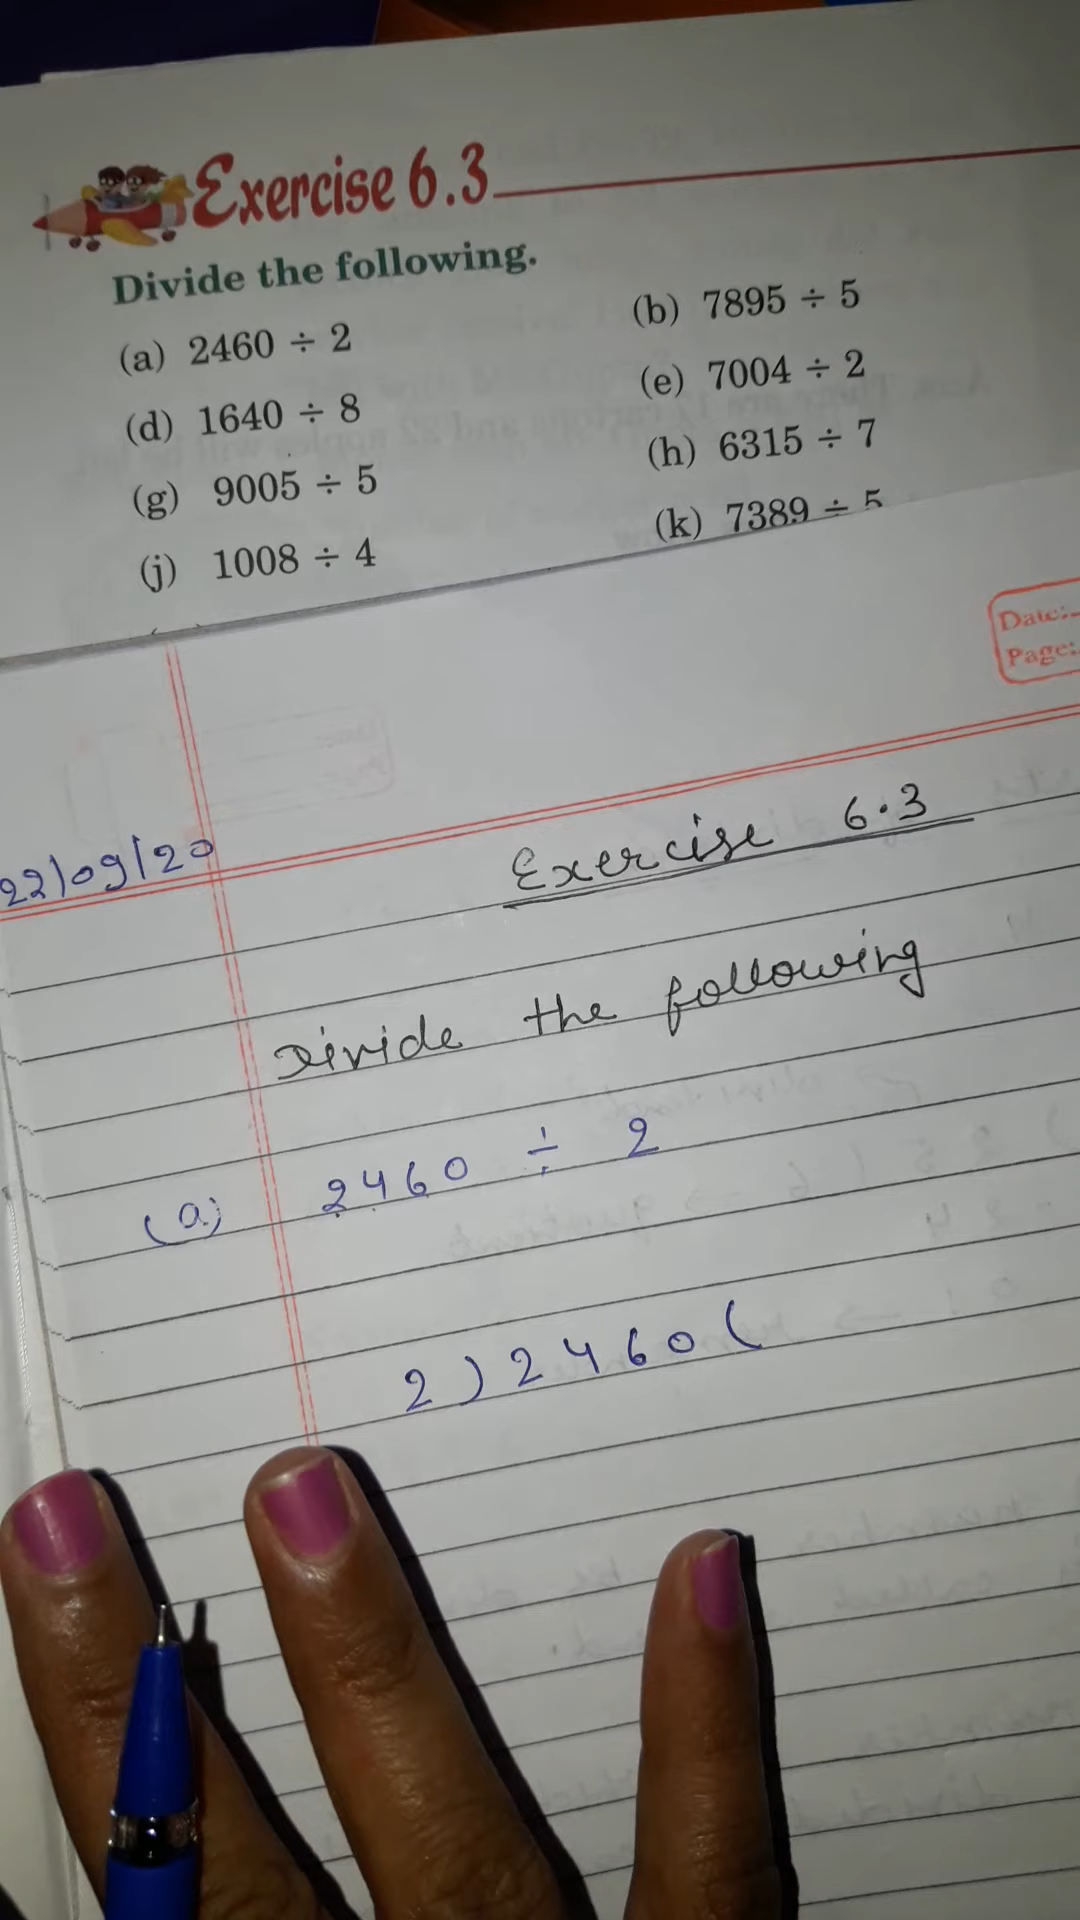 Exercise 6.3
Divide the following.
(a) 2460 ÷ 2
(b) 7895 ÷ 5
(d) 1640 ÷ 8
(e) 7004 ÷ 2
(g) 9005 ÷ 5
(h) 6315 ÷ 7
(j) 1008 ÷ 4
(k) 7389 ÷ 5
Date:
Page:
22/09/20
Exercise 6.3
Divide the following
(a) 2460 ÷ 2
2)2460(